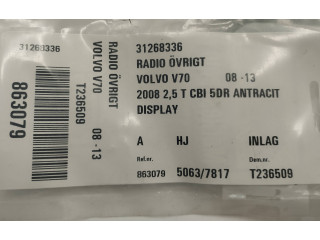 31268336
RADIO ÖVRIGT
VOLVO V70 08 -13
T236509
863079
31268336
RADIO ÖVRIGT
VOLVO V70 08 -13
2008 2,5 T CBI 5DR ANTRACIT
DISPLAY
A HJ INLAG
Ref.nr. Dem.nr.
863079 5063/7817 T236509